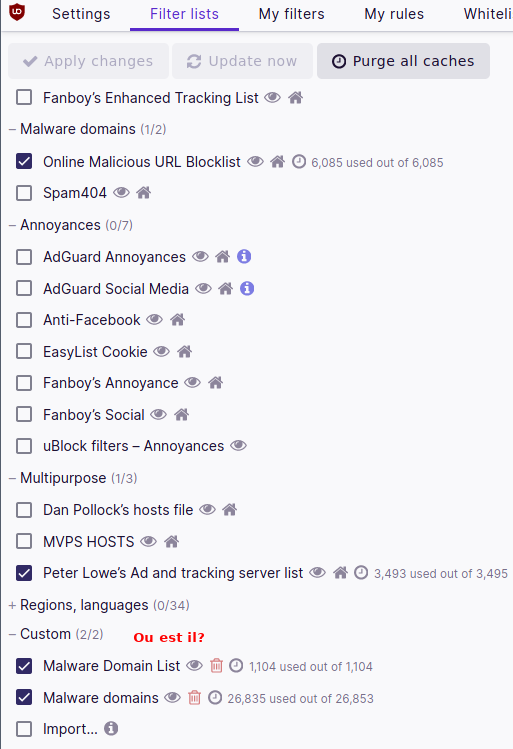 Settings Filter lists My filters My rules Whiteli
Apply changes Update now Purge all caches
Fanboy’s Enhanced Tracking List
– Malware domains (1/2)
Online Malicious URL Blocklist 6,085 used out of 6,085
Spam404
– Annoyances (0/7)
AdGuard Annoyances
AdGuard Social Media
Anti-Facebook
EasyList Cookie
Fanboy’s Annoyance
Fanboy’s Social
uBlock filters – Annoyances
– Multipurpose (1/3)
Dan Pollock’s hosts file
MVPS HOSTS
Peter Lowe’s Ad and tracking server list 3,493 used out of 3,495
+ Regions, languages (0/34)
– Custom (2/2) Ou est il?
Malware Domain List 1,104 used out of 1,104
Malware domains 26,835 used out of 26,853
Import...